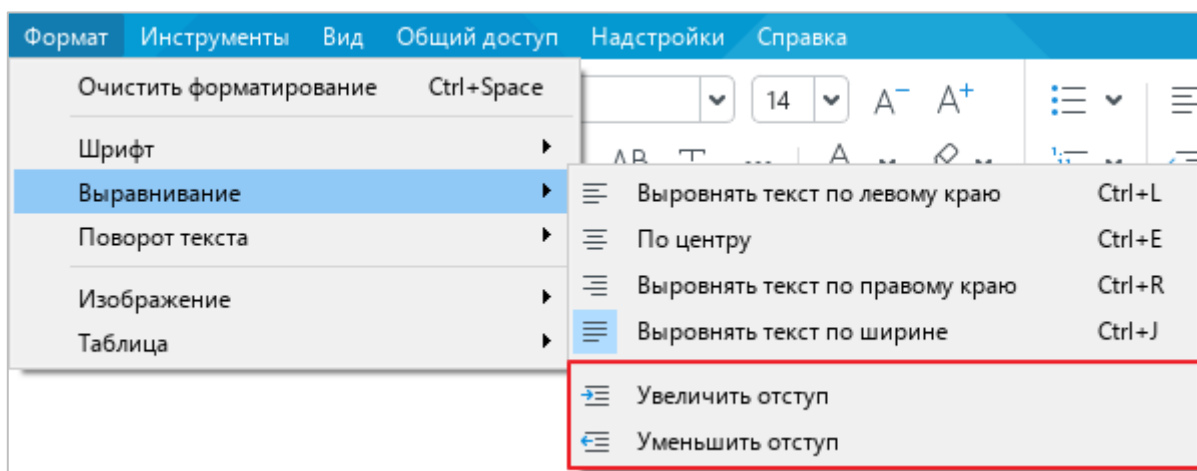 Формат Инструменты Вид Общий доступ Надстройки Справка
Очистить форматирование Ctrl+Space
14 A− A+
Шрифт
Выравнивание
Поворот текста
Изображение
Таблица
Выровнять текст по левому краю Ctrl+L
По центру Ctrl+E
Выровнять текст по правому краю Ctrl+R
Выровнять текст по ширине Ctrl+J
Увеличить отступ
Уменьшить отступ